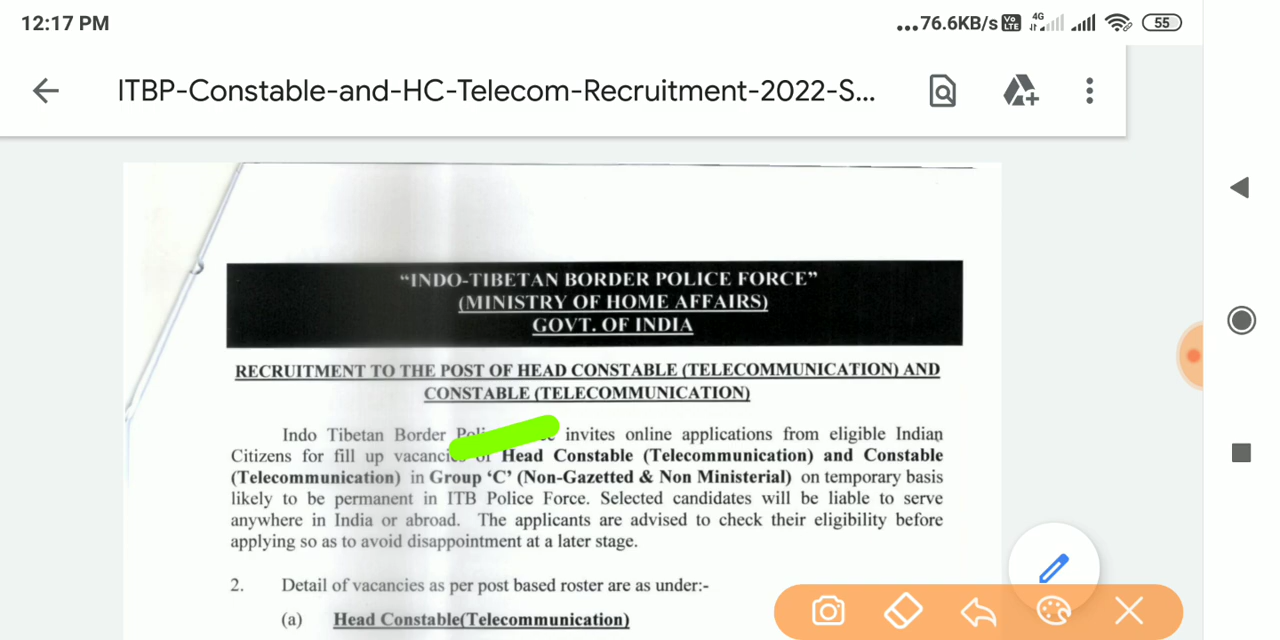 12:17 PM
...76.6KB/s Vo LTE 4G 55
ITBP-Constable-and-HC-Telecom-Recruitment-2022-S...
“INDO-TIBETAN BORDER POLICE FORCE”
(MINISTRY OF HOME AFFAIRS)
GOVT. OF INDIA
RECRUITMENT TO THE POST OF HEAD CONSTABLE (TELECOMMUNICATION) AND
CONSTABLE (TELECOMMUNICATION)
Indo Tibetan Border invites online applications from eligible Indian
Citizens for fill up of Head Constable (Telecommunication) and Constable
(Telecommunication) in Group ‘C’ (Non-Gazetted & Non Ministerial) on temporary basis
likely to be permanent in ITB Police Force. Selected candidates will be liable to serve
anywhere in India or abroad. The applicants are advised to check their eligibility before
applying so as to avoid disappointment at a later stage.
2. Detail of vacancies as per post based roster are as under:-
(a) Head Constable(Telecommunication)